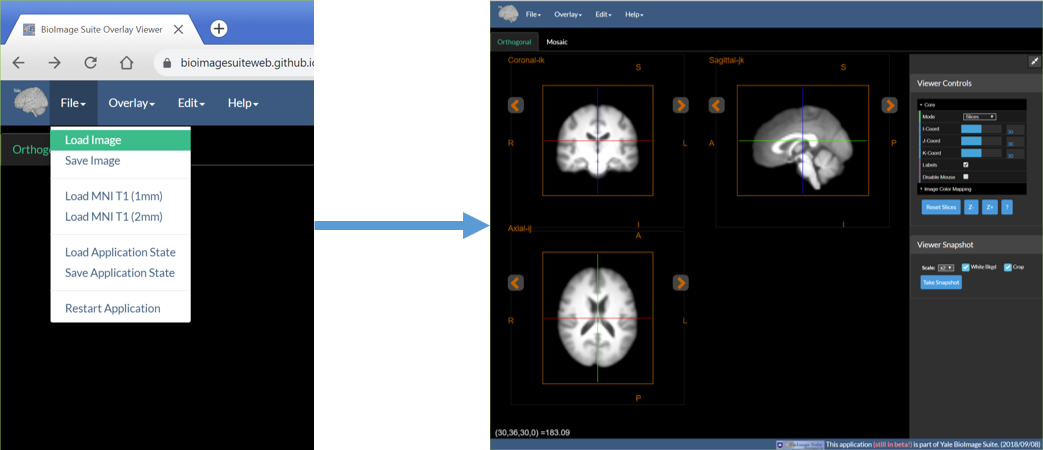 BioImage Suite Overlay Viewer
bioimagesuiteweb.github.io
File Overlay Edit Help
Load Image
Save Image
Load MNI T1 (1mm)
Load MNI T1 (2mm)
Load Application State
Save Application State
Restart Application
Orthog
File Overlay Edit Help
Orthogonal Mosaic
Coronal-ik
S
R
L
I
Sagittal-jk
S
A
P
I
Axial-ij
A
R
L
P
(30,36,30,0) =183.09
Viewer Controls
Core
Mode Slices
I-Coord 30
J-Coord 36
K-Coord 30
Labels
Disable Mouse
Image Color Mapping
Reset Slices Z- Z+ ?
Viewer Snapshot
Scale: x2 White Bkgd Crop
Take Snapshot
BioImage Suite This application (still in beta!) is part of Yale BioImage Suite. (2018/09/08)